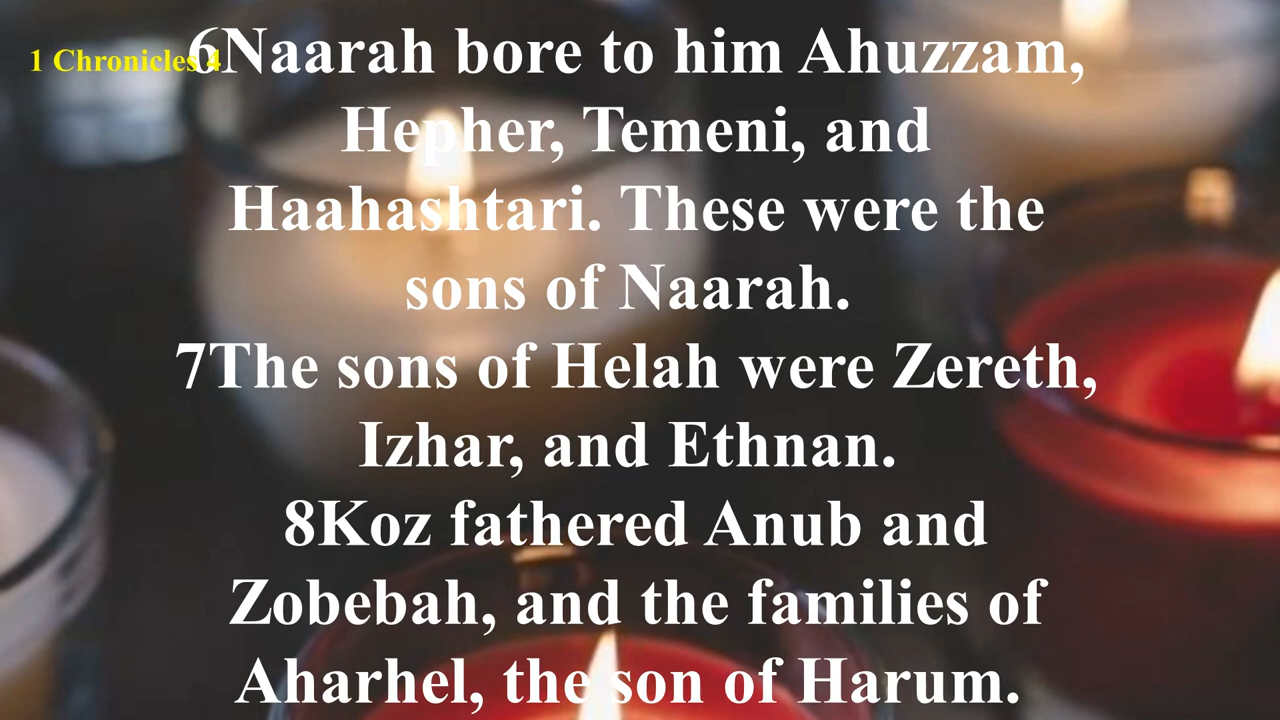 1 Chronicles 4
6Naarah bore to him Ahuzzam,
Hepher, Temeni, and
Haahashtari. These were the
sons of Naarah.
7The sons of Helah were Zereth,
Izhar, and Ethnan.
8Koz fathered Anub and
Zobebah, and the families of
Aharhel, the son of Harum.